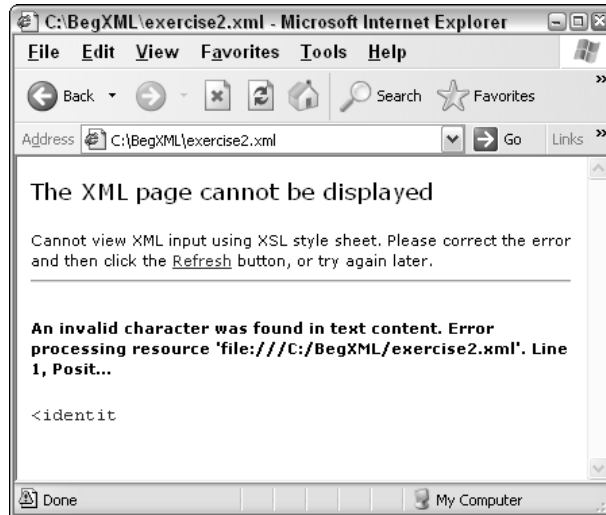 C:\BegXML\exercise2.xml - Microsoft Internet Explorer
File Edit View Favorites Tools Help
Back Search Favorites »
Address C:\BegXML\exercise2.xml Go Links »
The XML page cannot be displayed
Cannot view XML input using XSL style sheet. Please correct the error
and then click the Refresh button, or try again later.
An invalid character was found in text content. Error
processing resource 'file:///C:/BegXML/exercise2.xml'. Line
1, Posit...
<identit
Done My Computer